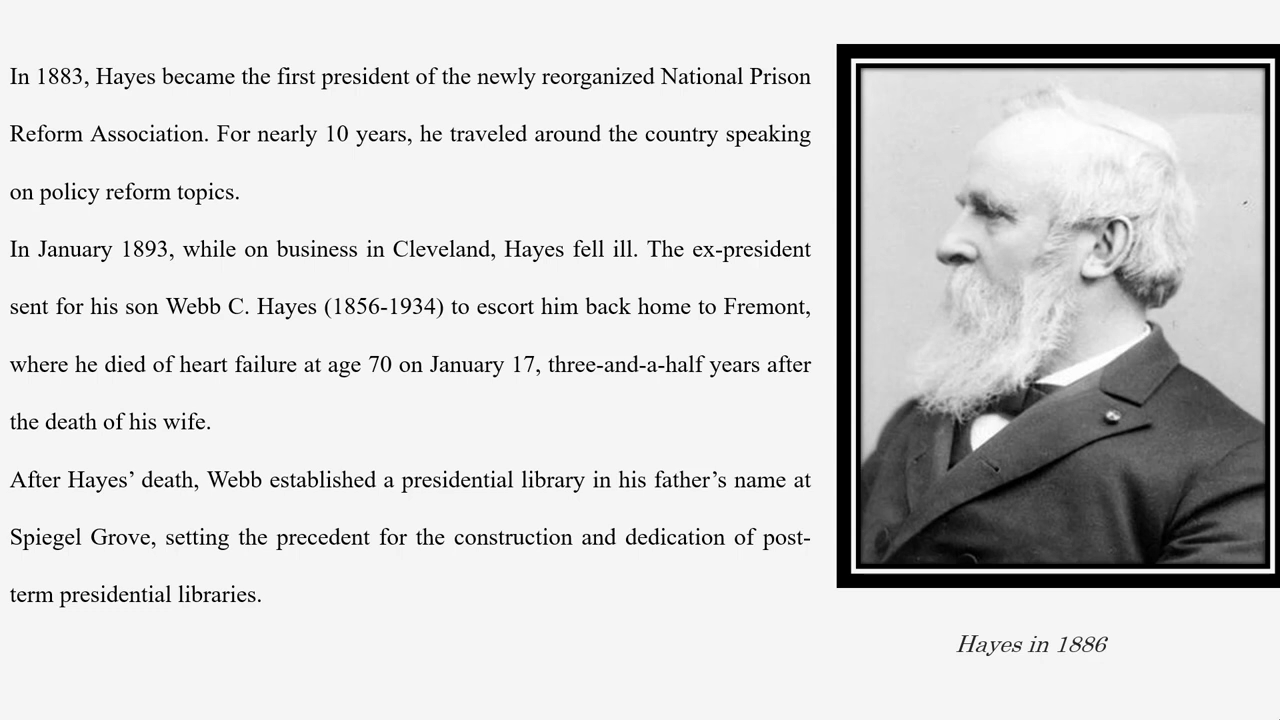 In 1883, Hayes became the first president of the newly reorganized National Prison
Reform Association. For nearly 10 years, he traveled around the country speaking
on policy reform topics.
In January 1893, while on business in Cleveland, Hayes fell ill. The ex-president
sent for his son Webb C. Hayes (1856-1934) to escort him back home to Fremont,
where he died of heart failure at age 70 on January 17, three-and-a-half years after
the death of his wife.
After Hayes’ death, Webb established a presidential library in his father’s name at
Spiegel Grove, setting the precedent for the construction and dedication of post-
term presidential libraries.
Hayes in 1886